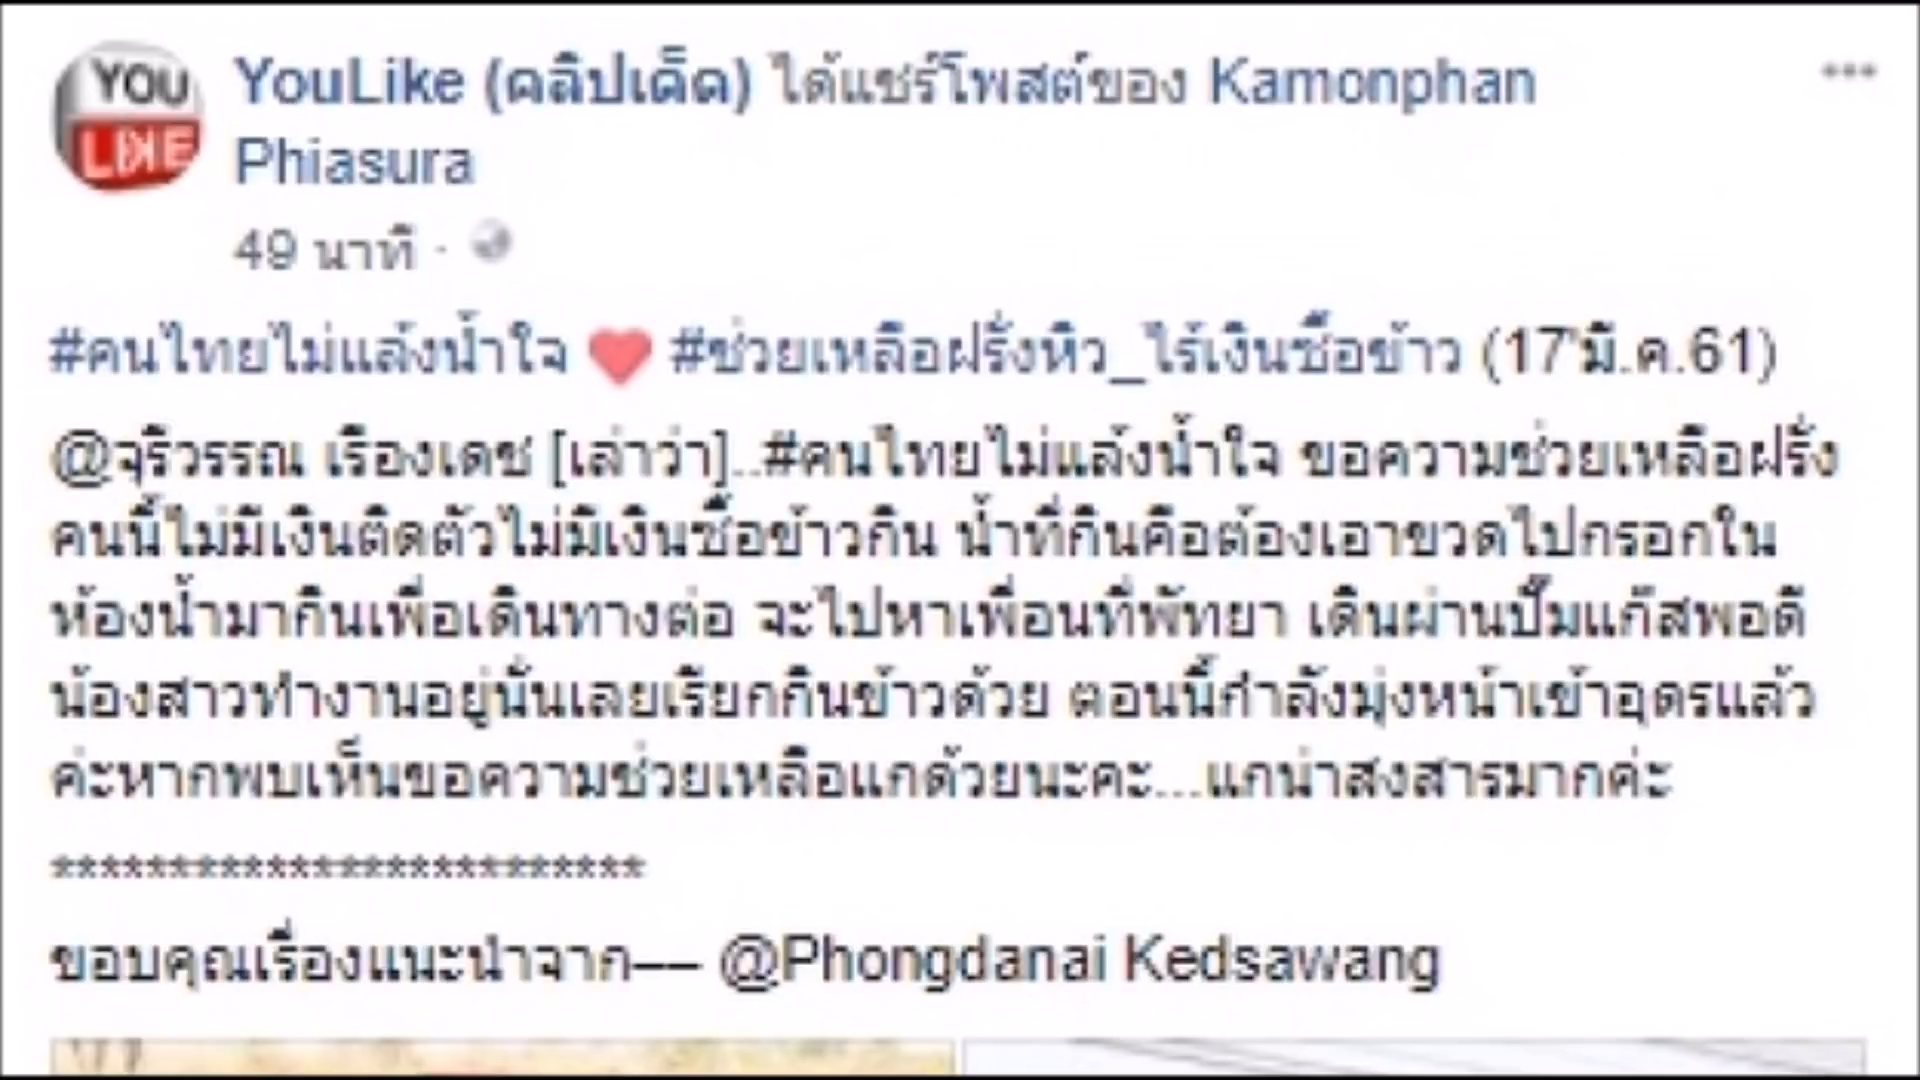 YOU
LIKE
YouLike (คลิปเด็ด) ได้แชร์โพสต์ของ Kamonphan
Phiasura
49 นาที ·
#คนไทยไม่แล้งน้ำใจ ❤ #ช่วยเหลือฝรั่งหิว_ไร้เงินซื้อข้าว (17'มี.ค.61)
@จุรีวรรณ เรืองเดช [เล่าว่า]..#คนไทยไม่แล้งน้ำใจ ขอความช่วยเหลือฝรั่ง
คนนี้ไม่มีเงินติดตัวไม่มีเงินซื้อข้าวกิน น้ำที่กินคือต้องเอาขวดไปกรอกใน
ห้องน้ำมากินเพื่อเดินทางต่อ จะไปหาเพื่อนที่พัทยา เดินผ่านปั๊มแก๊สพอดี
น้องสาวทำงานอยู่นั่นเลยเรียกกินข้าวด้วย ตอนนี้กำลังมุ่งหน้าเข้าอุดรแล้ว
ค่ะหากพบเห็นขอความช่วยเหลือแกด้วยนะคะ...แกน่าสงสารมากค่ะ
**************************
ขอบคุณเรื่องแนะนำจาก–– @Phongdanai Kedsawang